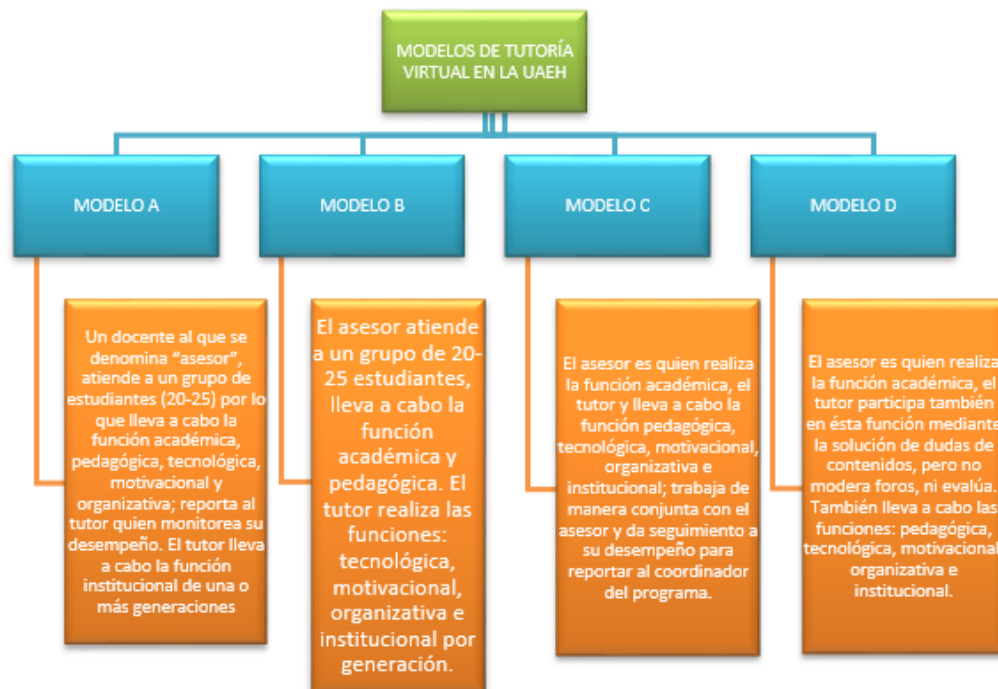 MODELOS DE TUTORÍA
VIRTUAL EN LA UAEH
MODELO A
MODELO B
MODELO C
MODELO D
Un docente al que se
denomina “asesor”,
atiende a un grupo de
estudiantes (20-25) por lo
que lleva a cabo la
función académica,
pedagógica, tecnológica,
motivacional y
organizativa; reporta al
tutor quien monitorea su
desempeño. El tutor lleva
a cabo la función
institucional de una o
más generaciones
El asesor atiende
a un grupo de 20-
25 estudiantes,
lleva a cabo la
función
académica y
pedagógica. El
tutor realiza las
funciones:
tecnológica,
motivacional,
organizativa e
institucional por
generación.
El asesor es quien realiza
la función académica, el
tutor y lleva a cabo la
función pedagógica,
tecnológica, motivacional,
organizativa e
institucional; trabaja de
manera conjunta con el
asesor y da seguimiento a
su desempeño para
reportar al coordinador
del programa.
El asesor es quien realiza
la función académica, el
tutor participa también
en ésta función mediante
la solución de dudas de
contenidos, pero no
modera foros, ni evalúa.
También lleva a cabo las
funciones: pedagógica,
tecnológica, motivacional,
organizativa e
institucional.